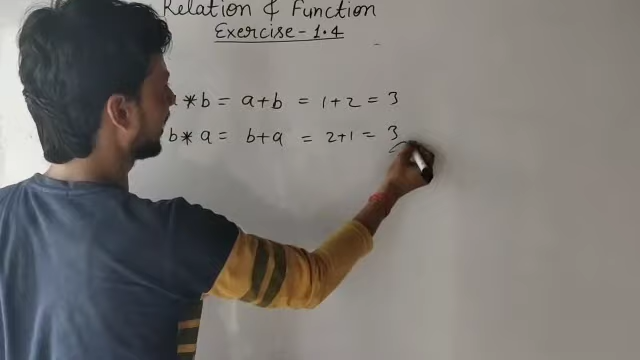 Relation & Function
Exercise - 1.4
a * b = a + b = 1 + 2 = 3
b * a = b + a = 2 + 1 = 3